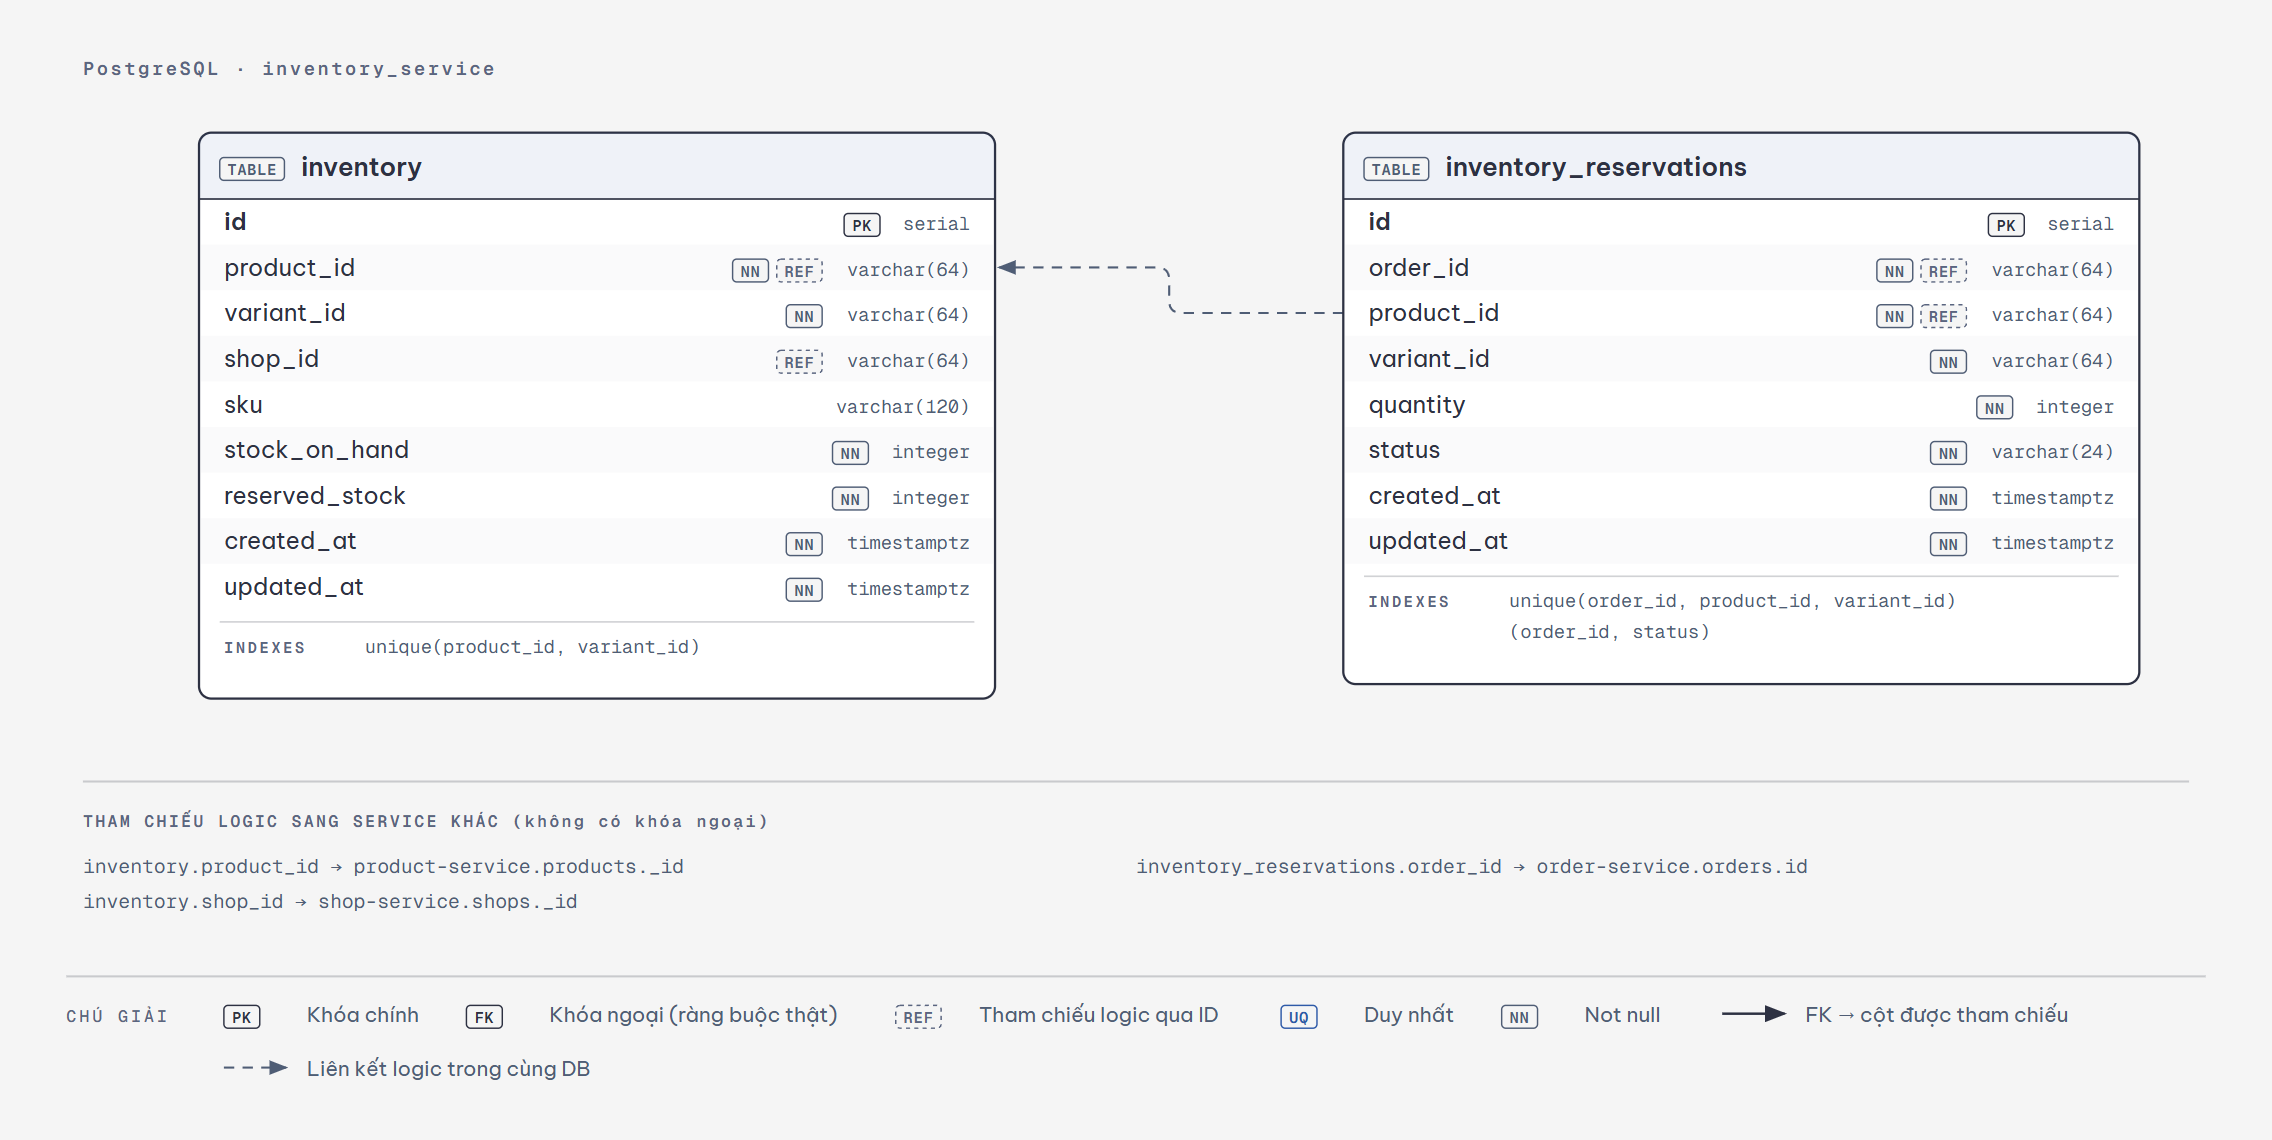 PostgreSQL · inventory_service
TABLE inventory
id PK serial
product_id NN REF varchar(64)
variant_id NN varchar(64)
shop_id REF varchar(64)
sku varchar(120)
stock_on_hand NN integer
reserved_stock NN integer
created_at NN timestamptz
updated_at NN timestamptz
INDEXES unique(product_id, variant_id)
TABLE inventory_reservations
id PK serial
order_id NN REF varchar(64)
product_id NN REF varchar(64)
variant_id NN varchar(64)
quantity NN integer
status NN varchar(24)
created_at NN timestamptz
updated_at NN timestamptz
INDEXES unique(order_id, product_id, variant_id)
(order_id, status)
THAM CHIẾU LOGIC SANG SERVICE KHÁC (không có khóa ngoại)
inventory.product_id → product-service.products._id
inventory.shop_id → shop-service.shops._id
inventory_reservations.order_id → order-service.orders.id
CHÚ GIẢI PK Khóa chính FK Khóa ngoại (ràng buộc thật) REF Tham chiếu logic qua ID UQ Duy nhất NN Not null FK → cột được tham chiếu
Liên kết logic trong cùng DB